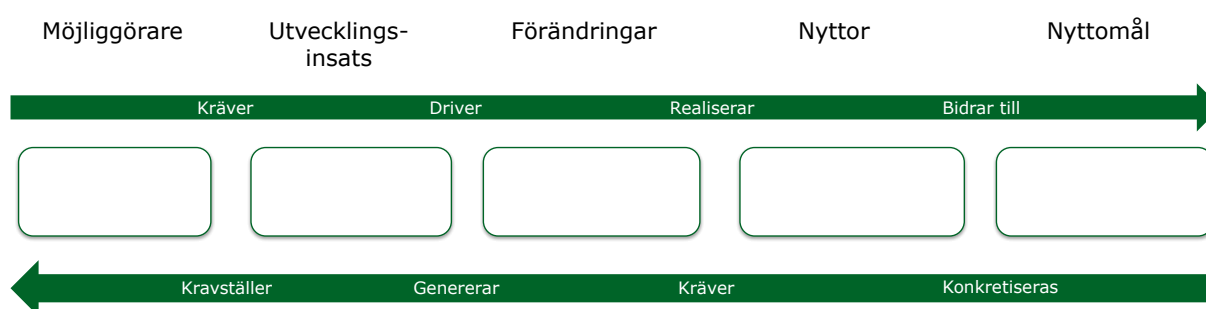 Möjliggörare
Utvecklings-
insats
Förändringar
Nyttor
Nyttomål
Kräver
Driver
Realiserar
Bidrar till
Kravställer
Genererar
Kräver
Konkretiseras